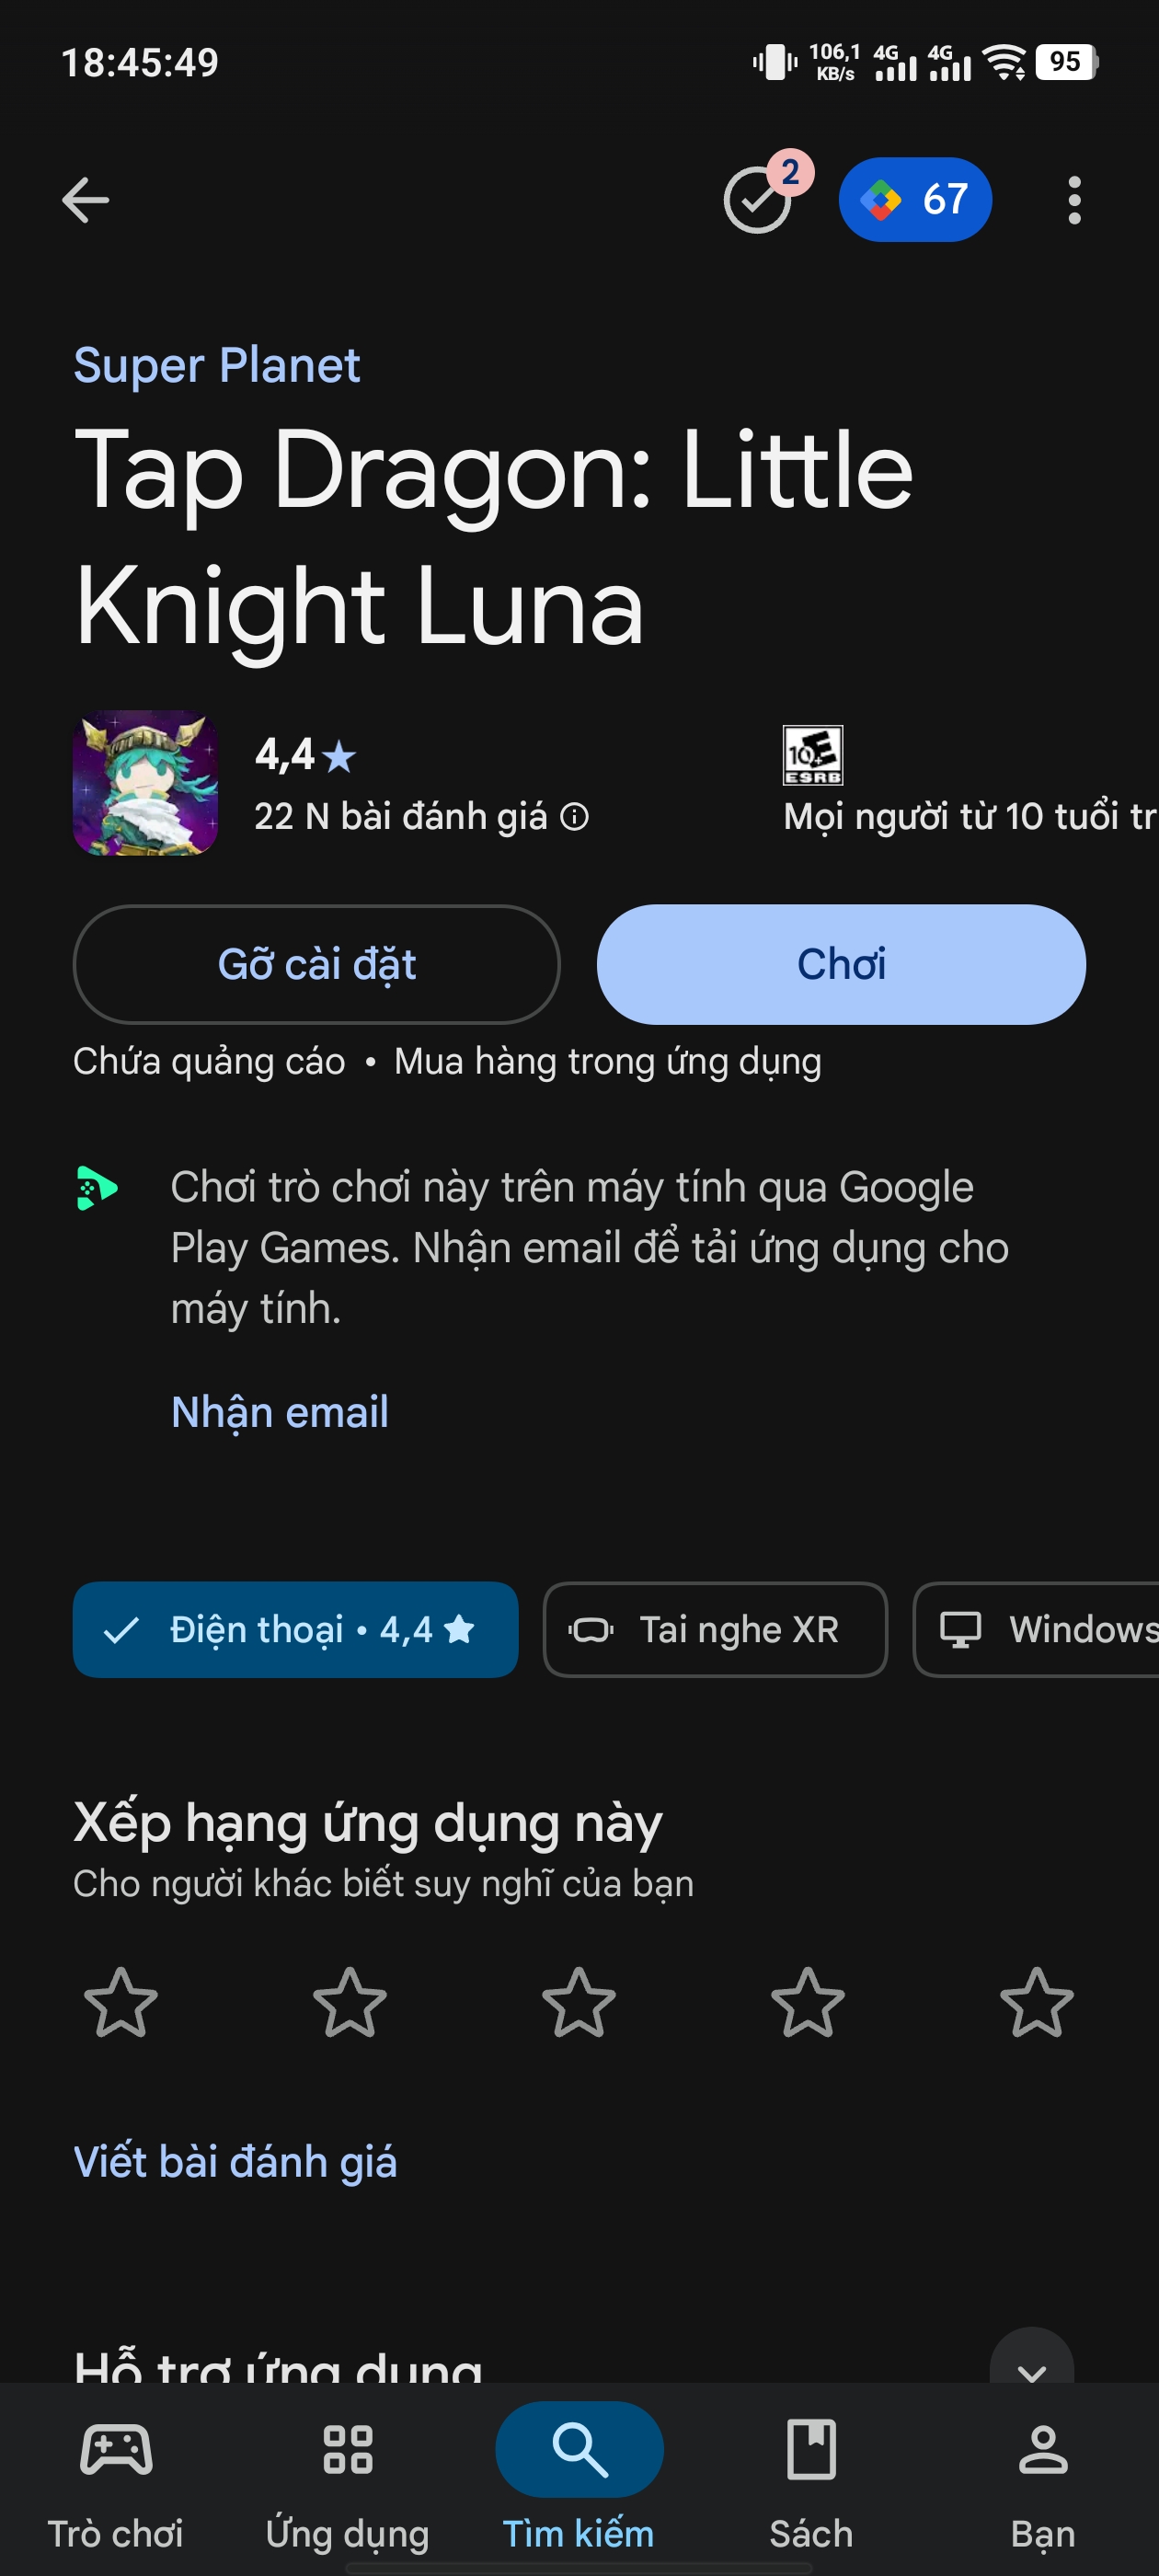 18:45:49
106,1
KB/s
4G
4G
95
2
67
Super Planet
Tap Dragon: Little
Knight Luna
4,4★
22 N bài đánh giá
10+ E
ESRB
Mọi người từ 10 tuổi tr
Gỡ cài đặt
Chơi
Chứa quảng cáo • Mua hàng trong ứng dụng
Chơi trò chơi này trên máy tính qua Google
Play Games. Nhận email để tải ứng dụng cho
máy tính.
Nhận email
Điện thoại • 4,4 ★
Tai nghe XR
Windows
Xếp hạng ứng dụng này
Cho người khác biết suy nghĩ của bạn
Viết bài đánh giá
Hỗ trợ ứng dụng
Trò chơi
Ứng dụng
Tìm kiếm
Sách
Bạn